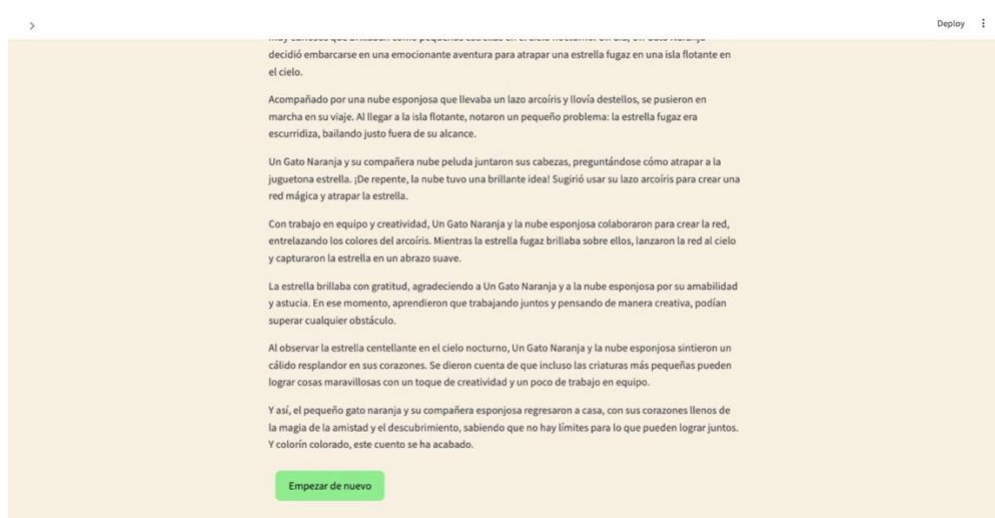 Deploy
decidió embarcarse en una emocionante aventura para atrapar una estrella fugaz en una isla flotante en
el cielo.
Acompañado por una nube esponjosa que llevaba un lazo arcoíris y llovía destellos, se pusieron en
marcha en su viaje. Al llegar a la isla flotante, notaron un pequeño problema: la estrella fugaz era
escurridiza, bailando justo fuera de su alcance.
Un Gato Naranja y su compañera nube peluda juntaron sus cabezas, preguntándose cómo atrapar a la
juguetona estrella. ¡De repente, la nube tuvo una brillante idea! Sugirió usar su lazo arcoíris para crear una
red mágica y atrapar la estrella.
Con trabajo en equipo y creatividad, Un Gato Naranja y la nube esponjosa colaboraron para crear la red,
entrelazando los colores del arcoíris. Mientras la estrella fugaz brillaba sobre ellos, lanzaron la red al cielo
y capturaron la estrella en un abrazo suave.
La estrella brillaba con gratitud, agradeciendo a Un Gato Naranja y a la nube esponjosa por su amabilidad
y astucia. En ese momento, aprendieron que trabajando juntos y pensando de manera creativa, podían
superar cualquier obstáculo.
Al observar la estrella centellante en el cielo nocturno, Un Gato Naranja y la nube esponjosa sintieron un
cálido resplandor en sus corazones. Se dieron cuenta de que incluso las criaturas más pequeñas pueden
lograr cosas maravillosas con un toque de creatividad y un poco de trabajo en equipo.
Y así, el pequeño gato naranja y su compañera esponjosa regresaron a casa, con sus corazones llenos de
la magia de la amistad y el descubrimiento, sabiendo que no hay límites para lo que pueden lograr juntos.
Y colorín colorado, este cuento se ha acabado.
Empezar de nuevo